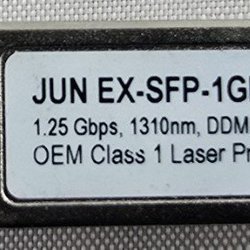 JUN EX-SFP-1G
1.25 Gbps, 1310nm, DDM
OEM Class 1 Laser Pr